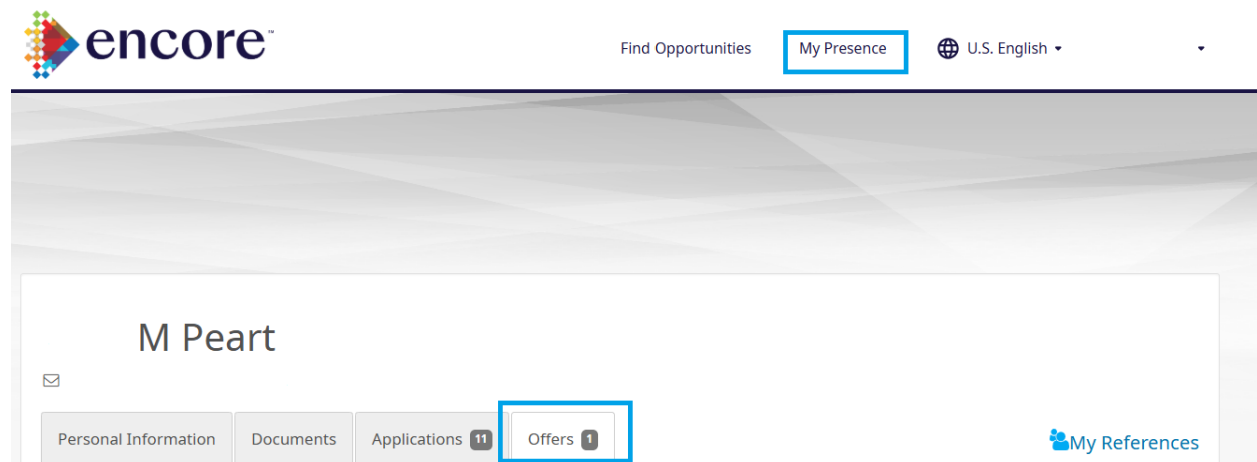 encore™
Find Opportunities My Presence U.S. English
M Peart
Personal Information Documents Applications 11 Offers 1 My References